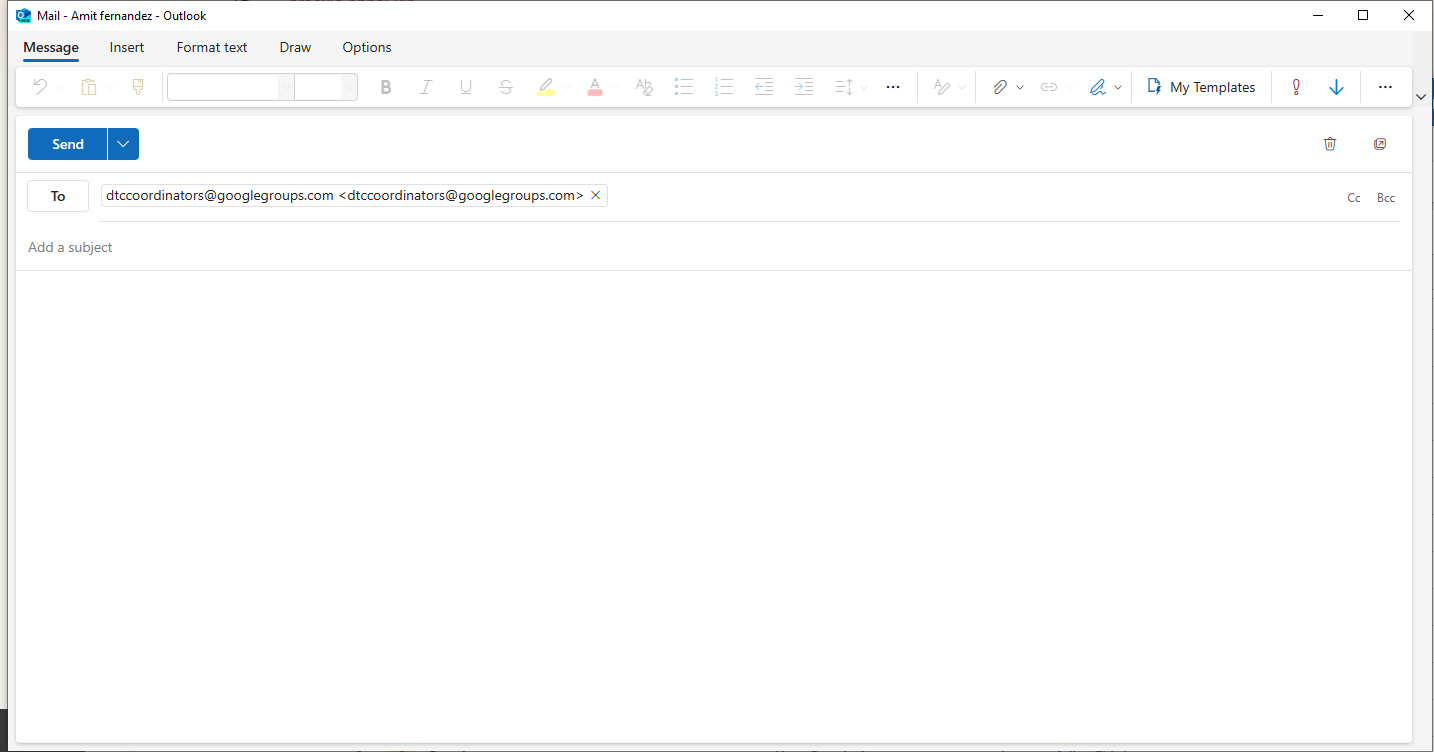 Mail - Amit fernandez - Outlook
Message Insert Format text Draw Options
B I U S A My Templates
Send
To dtccoordinators@googlegroups.com <dtccoordinators@googlegroups.com> Cc Bcc
Add a subject